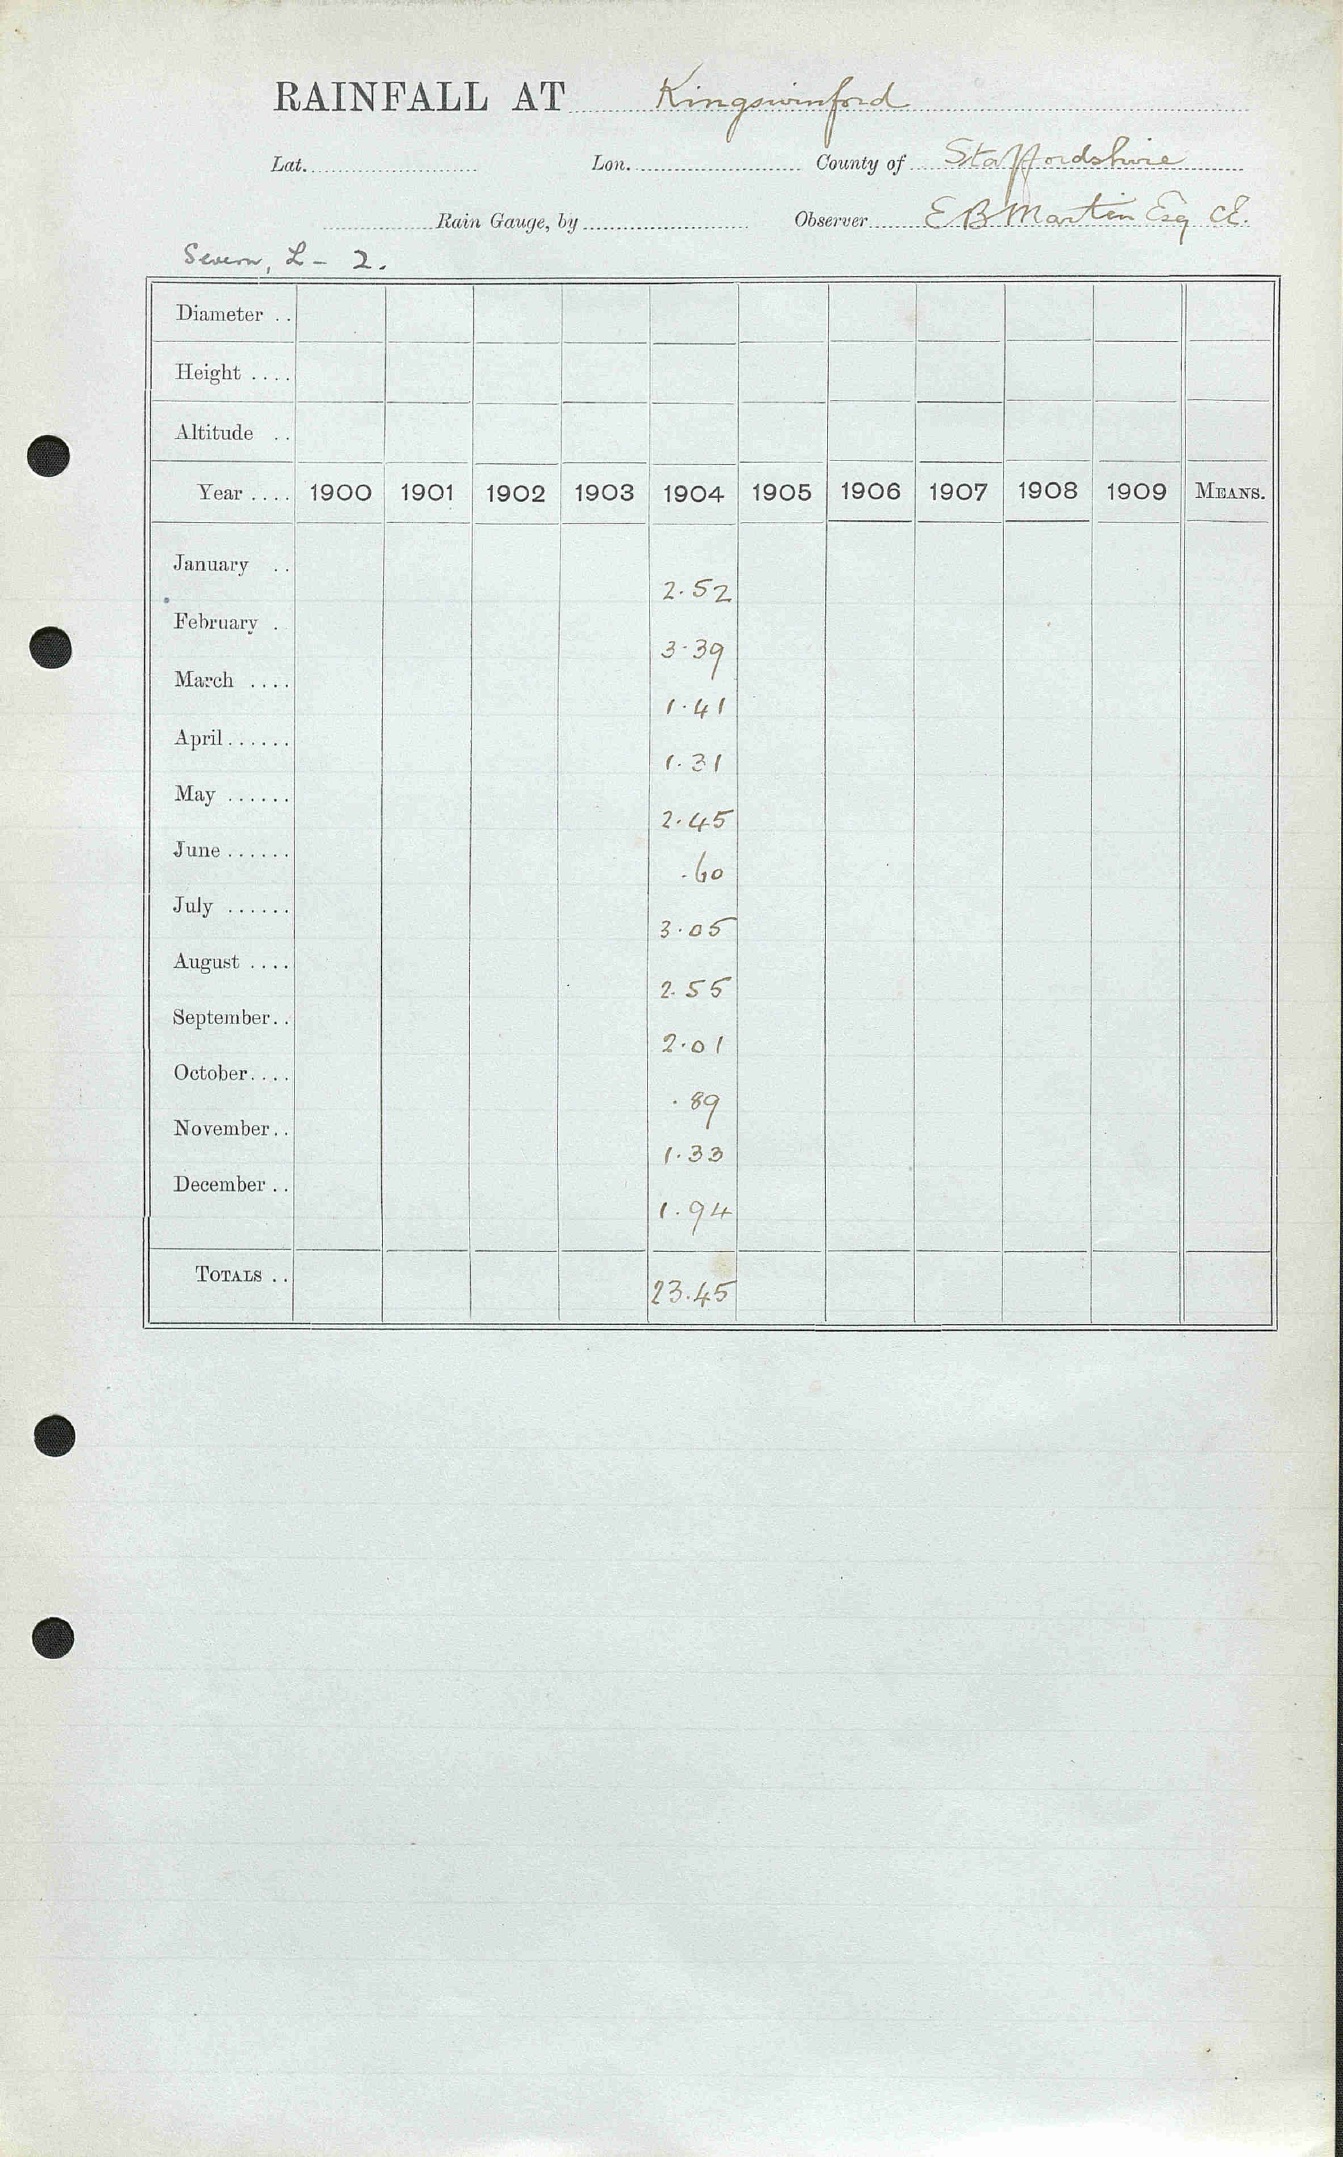 RAINFALL AT Kingswinford
Lat. Lon. County of Staffordshire
Rain Gauge, by Observer E B Martin Esq CE.
Severn, L - 2.
Diameter ..
Height ....
Altitude ..
Year .... 1900 1901 1902 1903 1904 1905 1906 1907 1908 1909 MEANS.
January ..
2.52
February .
3.39
March ....
1.41
April ......
1.31
May ......
2.45
June ......
.60
July ......
3.05
August ....
2.55
September ..
2.01
October ....
.89
November ..
1.33
December ..
1.94
TOTALS ..
23.45